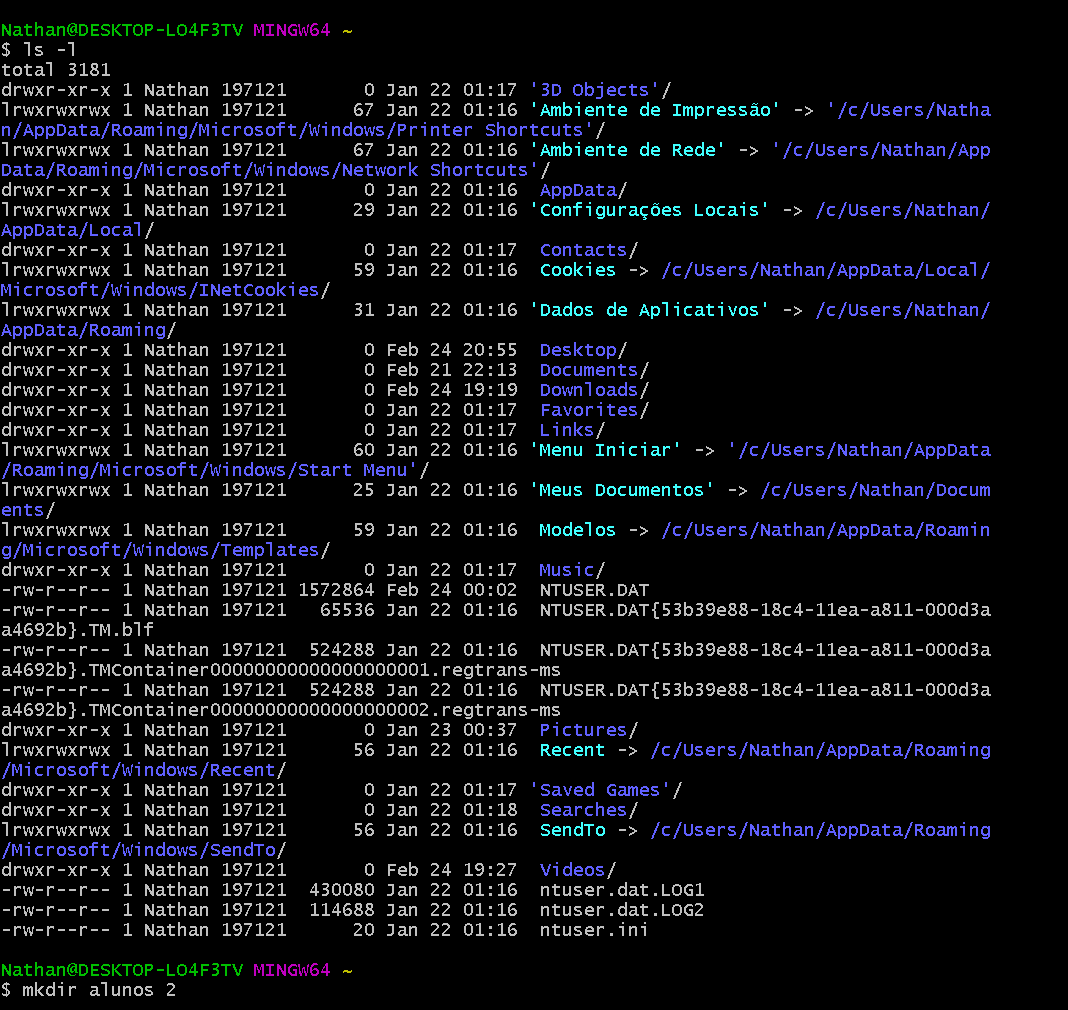 Nathan@DESKTOP-LO4F3TV MINGW64 ~
$ ls -l
total 3181
drwxr-xr-x 1 Nathan 197121       0 Jan 22 01:17 '3D Objects'/
lrwxrwxrwx 1 Nathan 197121      67 Jan 22 01:16 'Ambiente de Impressão' -> '/c/Users/Natha
n/AppData/Roaming/Microsoft/Windows/Printer Shortcuts'/
lrwxrwxrwx 1 Nathan 197121      67 Jan 22 01:16 'Ambiente de Rede' -> '/c/Users/Nathan/App
Data/Roaming/Microsoft/Windows/Network Shortcuts'/
drwxr-xr-x 1 Nathan 197121       0 Jan 22 01:16  AppData/
lrwxrwxrwx 1 Nathan 197121      29 Jan 22 01:16 'Configurações Locais' -> /c/Users/Nathan/
AppData/Local/
drwxr-xr-x 1 Nathan 197121       0 Jan 22 01:17  Contacts/
lrwxrwxrwx 1 Nathan 197121      59 Jan 22 01:16  Cookies -> /c/Users/Nathan/AppData/Local/
Microsoft/Windows/INetCookies/
lrwxrwxrwx 1 Nathan 197121      31 Jan 22 01:16 'Dados de Aplicativos' -> /c/Users/Nathan/
AppData/Roaming/
drwxr-xr-x 1 Nathan 197121       0 Feb 24 20:55  Desktop/
drwxr-xr-x 1 Nathan 197121       0 Feb 21 22:13  Documents/
drwxr-xr-x 1 Nathan 197121       0 Feb 24 19:19  Downloads/
drwxr-xr-x 1 Nathan 197121       0 Jan 22 01:17  Favorites/
drwxr-xr-x 1 Nathan 197121       0 Jan 22 01:17  Links/
lrwxrwxrwx 1 Nathan 197121      60 Jan 22 01:16 'Menu Iniciar' -> '/c/Users/Nathan/AppData
/Roaming/Microsoft/Windows/Start Menu'/
lrwxrwxrwx 1 Nathan 197121      25 Jan 22 01:16 'Meus Documentos' -> /c/Users/Nathan/Docum
ents/
lrwxrwxrwx 1 Nathan 197121      59 Jan 22 01:16  Modelos -> /c/Users/Nathan/AppData/Roamin
g/Microsoft/Windows/Templates/
drwxr-xr-x 1 Nathan 197121       0 Jan 22 01:17  Music/
-rw-r--r-- 1 Nathan 197121 1572864 Feb 24 00:02  NTUSER.DAT
-rw-r--r-- 1 Nathan 197121   65536 Jan 22 01:16  NTUSER.DAT{53b39e88-18c4-11ea-a811-000d3a
a4692b}.TM.blf
-rw-r--r-- 1 Nathan 197121  524288 Jan 22 01:16  NTUSER.DAT{53b39e88-18c4-11ea-a811-000d3a
a4692b}.TMContainer00000000000000000001.regtrans-ms
-rw-r--r-- 1 Nathan 197121  524288 Jan 22 01:16  NTUSER.DAT{53b39e88-18c4-11ea-a811-000d3a
a4692b}.TMContainer00000000000000000002.regtrans-ms
drwxr-xr-x 1 Nathan 197121       0 Jan 23 00:37  Pictures/
lrwxrwxrwx 1 Nathan 197121      56 Jan 22 01:16  Recent -> /c/Users/Nathan/AppData/Roaming
/Microsoft/Windows/Recent/
drwxr-xr-x 1 Nathan 197121       0 Jan 22 01:17 'Saved Games'/
drwxr-xr-x 1 Nathan 197121       0 Jan 22 01:18  Searches/
lrwxrwxrwx 1 Nathan 197121      56 Jan 22 01:16  SendTo -> /c/Users/Nathan/AppData/Roaming
/Microsoft/Windows/SendTo/
drwxr-xr-x 1 Nathan 197121       0 Feb 24 19:27  Videos/
-rw-r--r-- 1 Nathan 197121  430080 Jan 22 01:16  ntuser.dat.LOG1
-rw-r--r-- 1 Nathan 197121  114688 Jan 22 01:16  ntuser.dat.LOG2
-rw-r--r-- 1 Nathan 197121      20 Jan 22 01:16  ntuser.ini
Nathan@DESKTOP-LO4F3TV MINGW64 ~
$ mkdir alunos 2